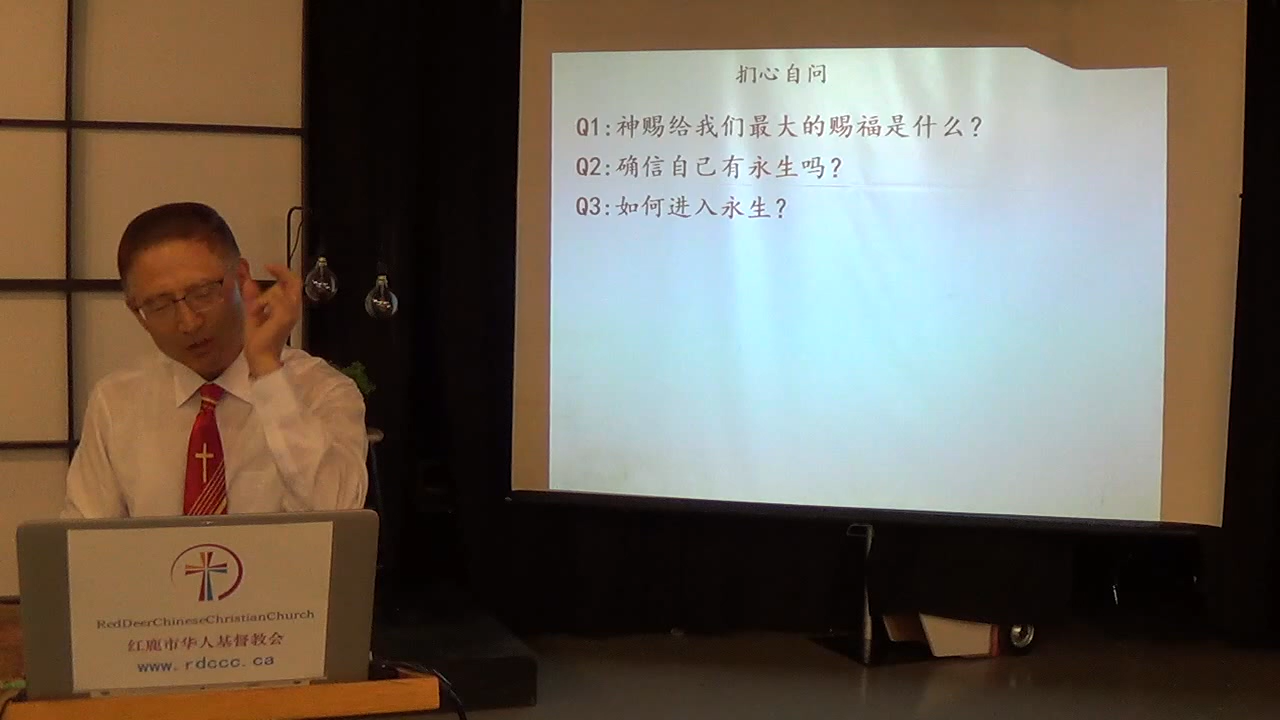 扪心自问
Q1:神赐给我们最大的赐福是什么?
Q2:确信自己有永生吗?
Q3:如何进入永生?
RedDeerChineseChristianChurch
红鹿市华人基督教会
www.rdccc.ca